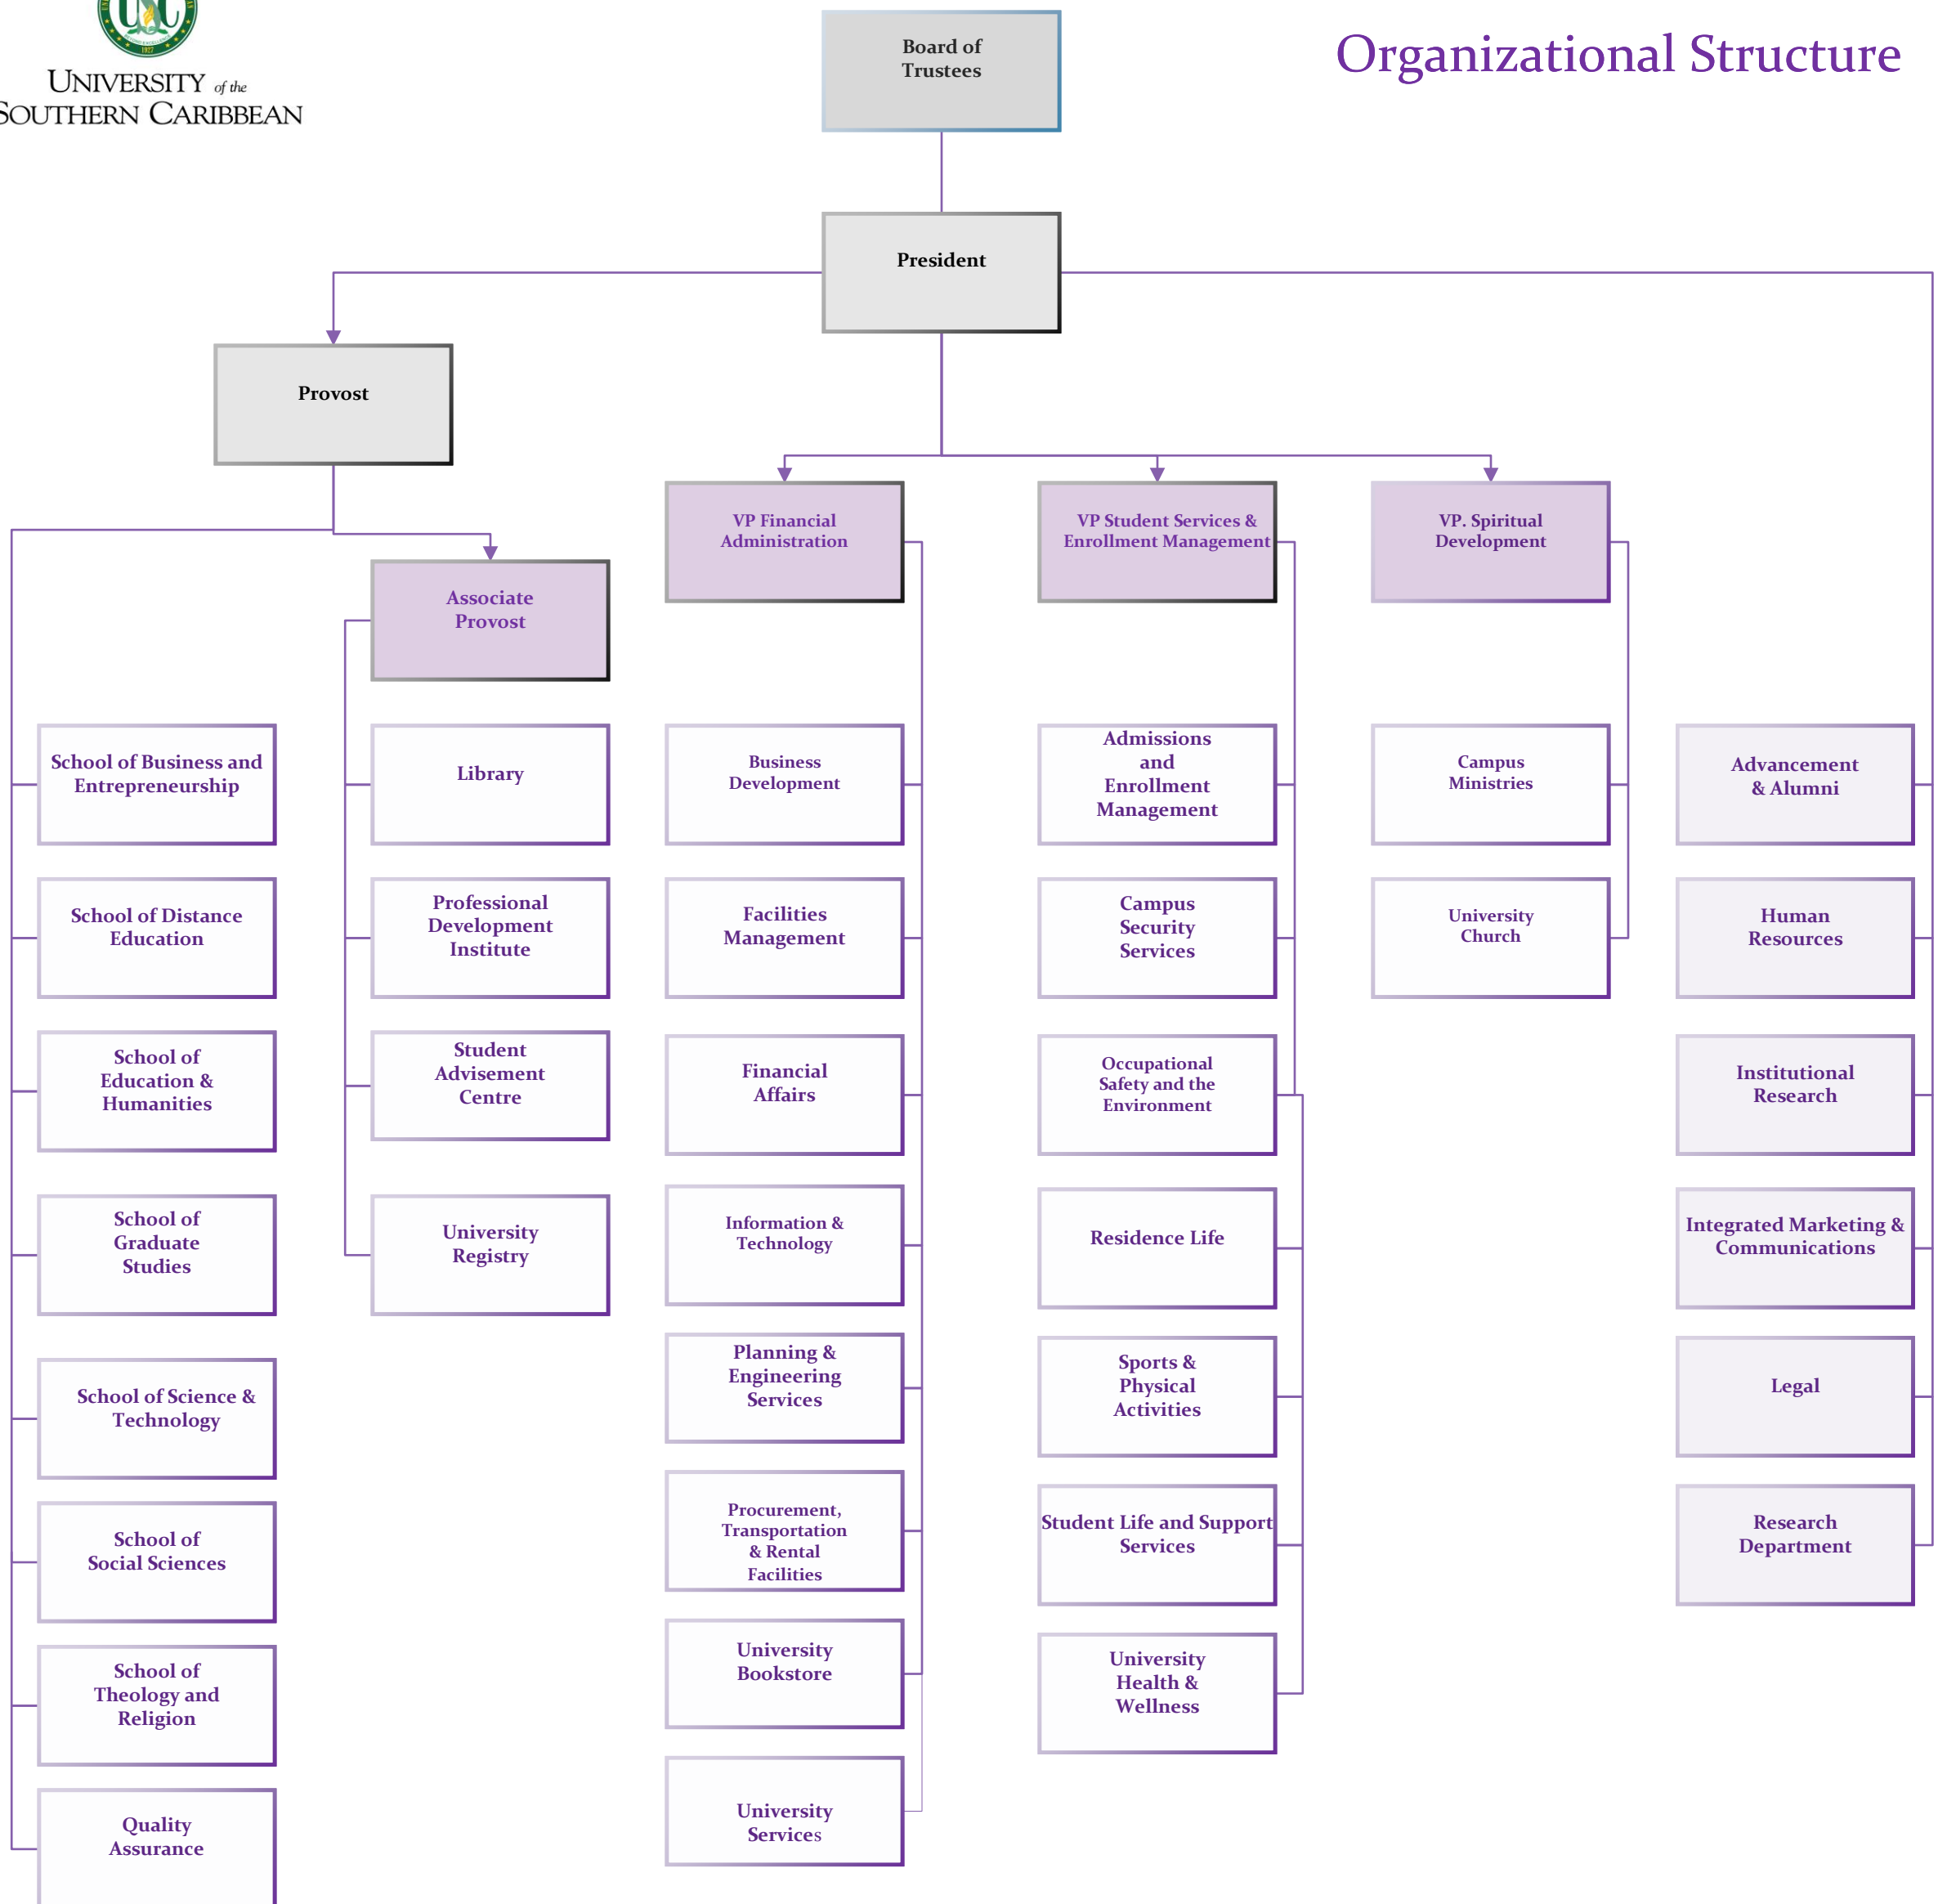 1927
UNIVERSITY of the
SOUTHERN CARIBBEAN
Organizational Structure
Board of
Trustees
President
Provost
VP Financial
Administration
VP Student Services &
Enrollment Management
VP. Spiritual
Development
Associate
Provost
School of Business and
Entrepreneurship
School of Distance
Education
School of
Education &
Humanities
School of
Graduate
Studies
School of Science &
Technology
School of
Social Sciences
School of
Theology and
Religion
Quality
Assurance
Library
Professional
Development
Institute
Student
Advisement
Centre
University
Registry
Business
Development
Facilities
Management
Financial
Affairs
Information &
Technology
Planning &
Engineering
Services
Procurement,
Transportation
& Rental
Facilities
University
Bookstore
University
Services
Admissions
and
Enrollment
Management
Campus
Security
Services
Occupational
Safety and the
Environment
Residence Life
Sports &
Physical
Activities
Student Life and Support
Services
University
Health &
Wellness
Campus
Ministries
University
Church
Advancement
& Alumni
Human
Resources
Institutional
Research
Integrated Marketing &
Communications
Legal
Research
Department